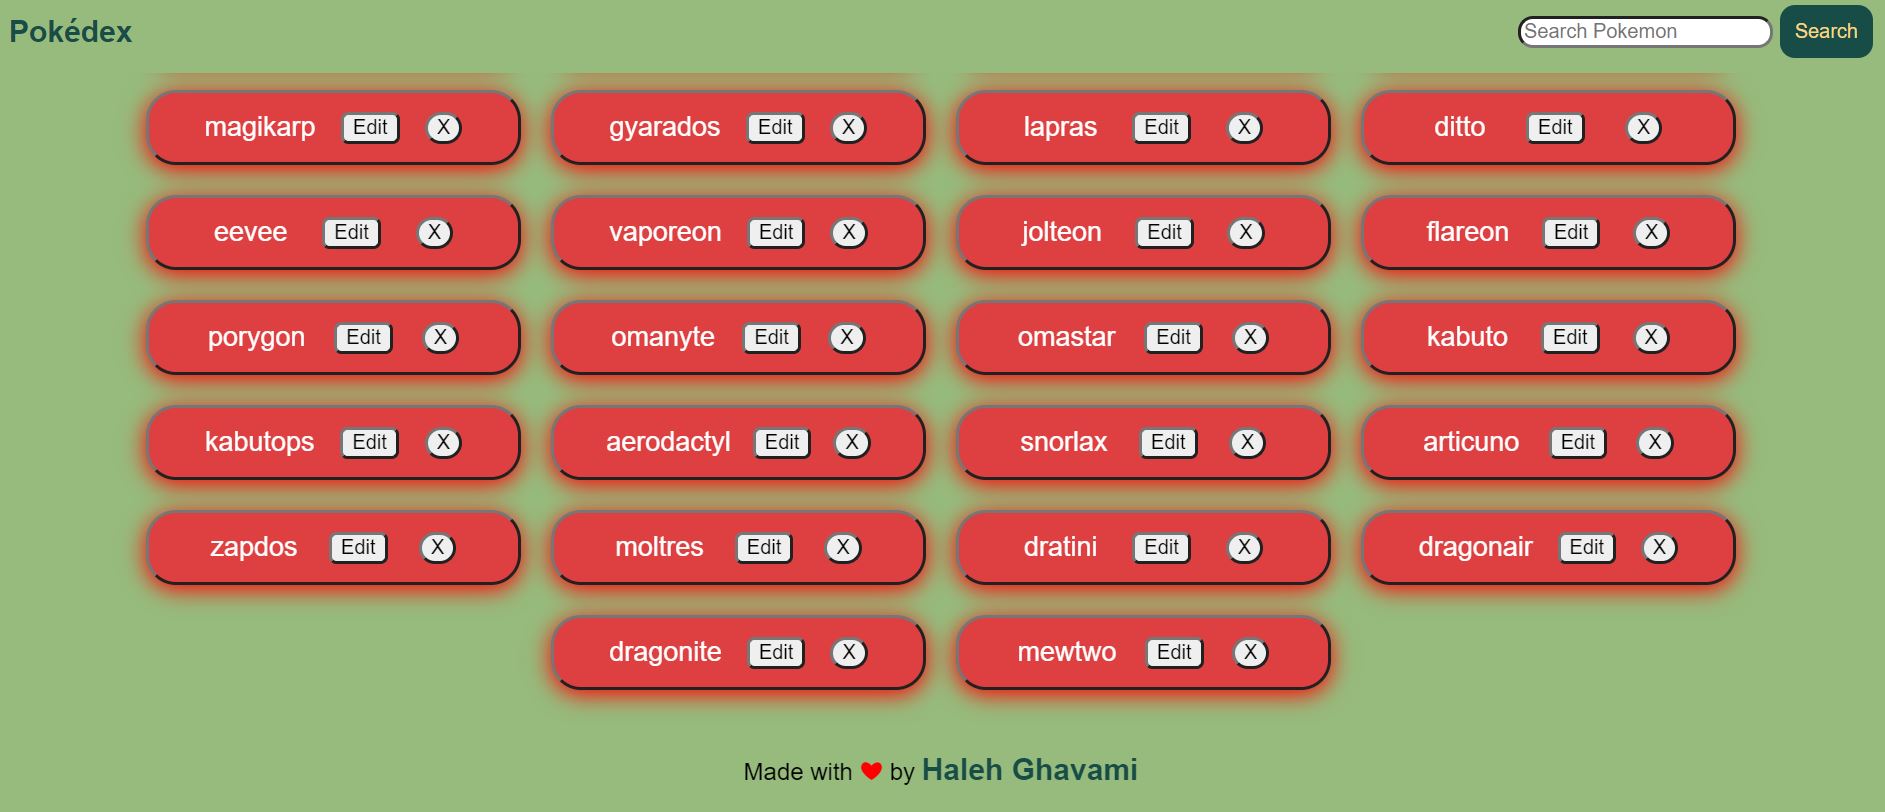 Pokédex Search Pokemon Search
magikarp Edit X gyarados Edit X lapras Edit X ditto Edit X
eevee Edit X vaporeon Edit X jolteon Edit X flareon Edit X
porygon Edit X omanyte Edit X omastar Edit X kabuto Edit X
kabutops Edit X aerodactyl Edit X snorlax Edit X articuno Edit X
zapdos Edit X moltres Edit X dratini Edit X dragonair Edit X
dragonite Edit X mewtwo Edit X
Made with ❤ by Haleh Ghavami